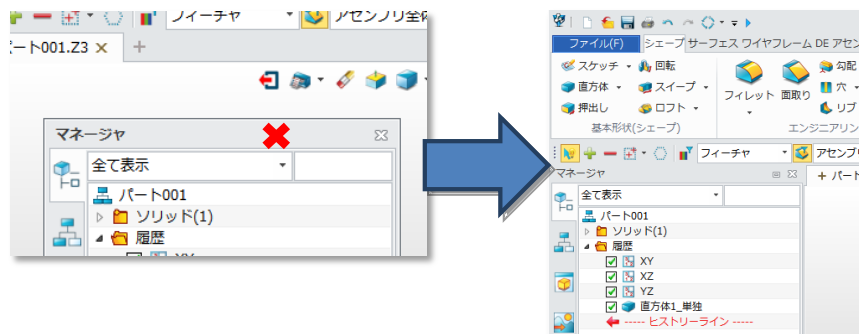 フィーチャ
アセンブリ全体
パート001.Z3 ×
マネージャ
全て表示
パート001
ソリッド(1)
履歴
ファイル(F) シェープ サーフェス ワイヤフレーム DE アセン
スケッチ 回転
直方体 スイープ
押出し ロフト
フィレット 面取り
勾配
穴
リブ
基本形状(シェープ) エンジニアリン
フィーチャ アセンブリ
マネージャ
+ パート
全て表示
パート001
ソリッド(1)
履歴
XY
XZ
YZ
直方体1_単独
----- ヒストリーライン -----